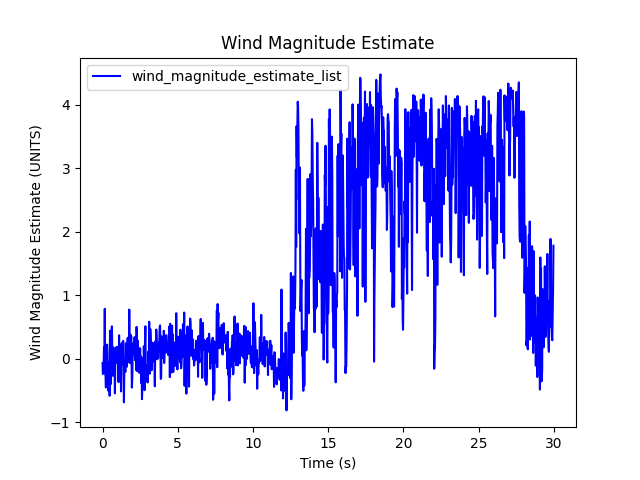 Wind Magnitude Estimate
wind_magnitude_estimate_list
Wind Magnitude Estimate (UNITS)
4
3
2
1
0
−1
0 5 10 15 20 25 30
Time (s)